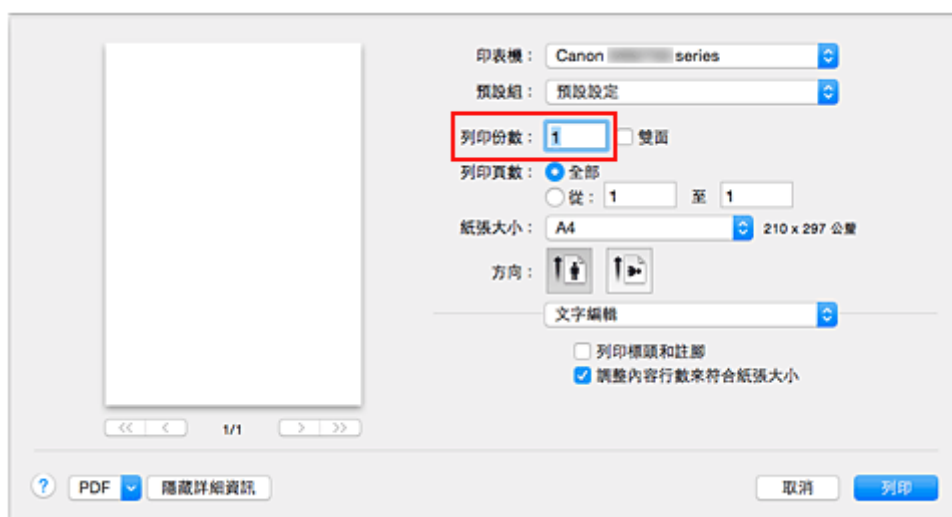 印表機： Canon series
預設組： 預設設定
列印份數： 1 雙面
列印頁數： 全部
從： 1 至 1
紙張大小： A4 210 x 297 公釐
方向：
文字編輯
列印標頭和註腳
調整內容行數來符合紙張大小
<< < 1/1 > >>
? PDF 隱藏詳細資訊 取消 列印